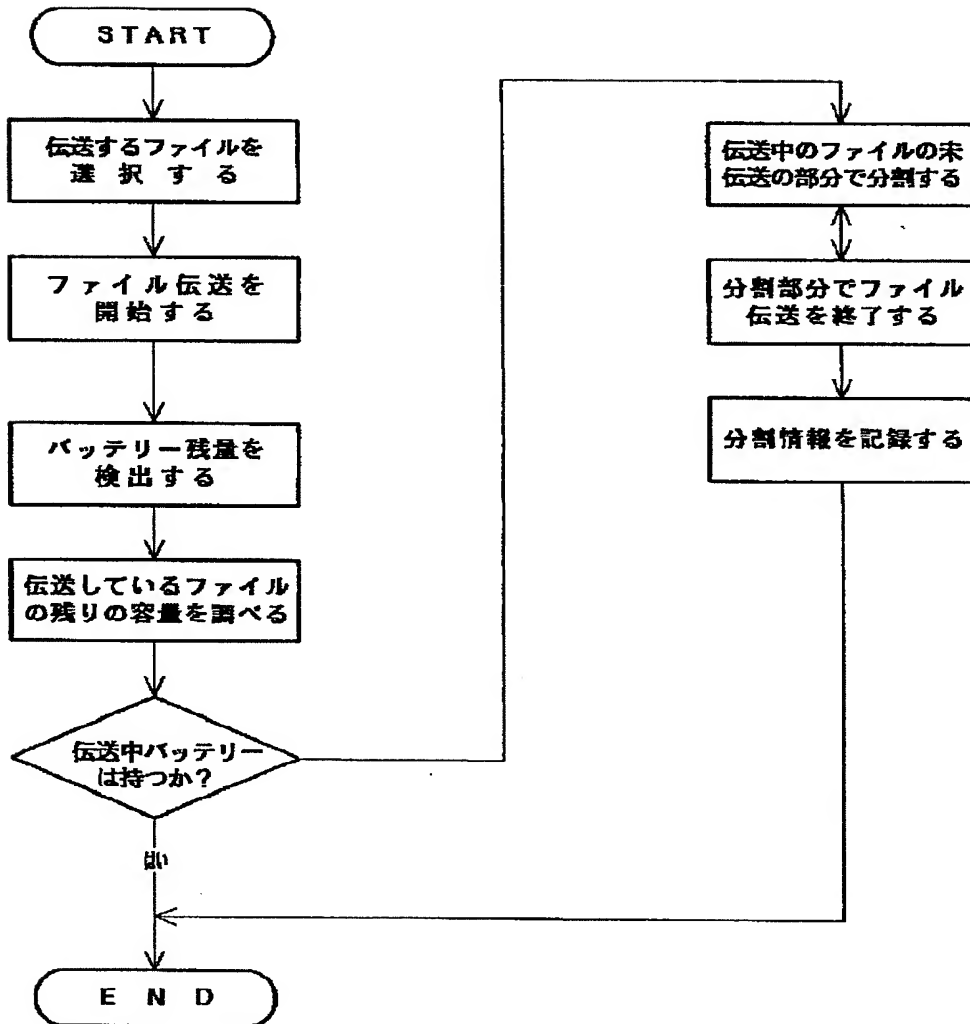 START
伝送するファイルを
選択する
ファイル伝送を
開始する
バッテリー残量を
検出する
伝送しているファイル
の残りの容量を調べる
伝送中バッテリー
は持つか?
はい
END
伝送中のファイルの未
伝送の部分で分割する
分割部分でファイル
伝送を終了する
分割情報を記録する